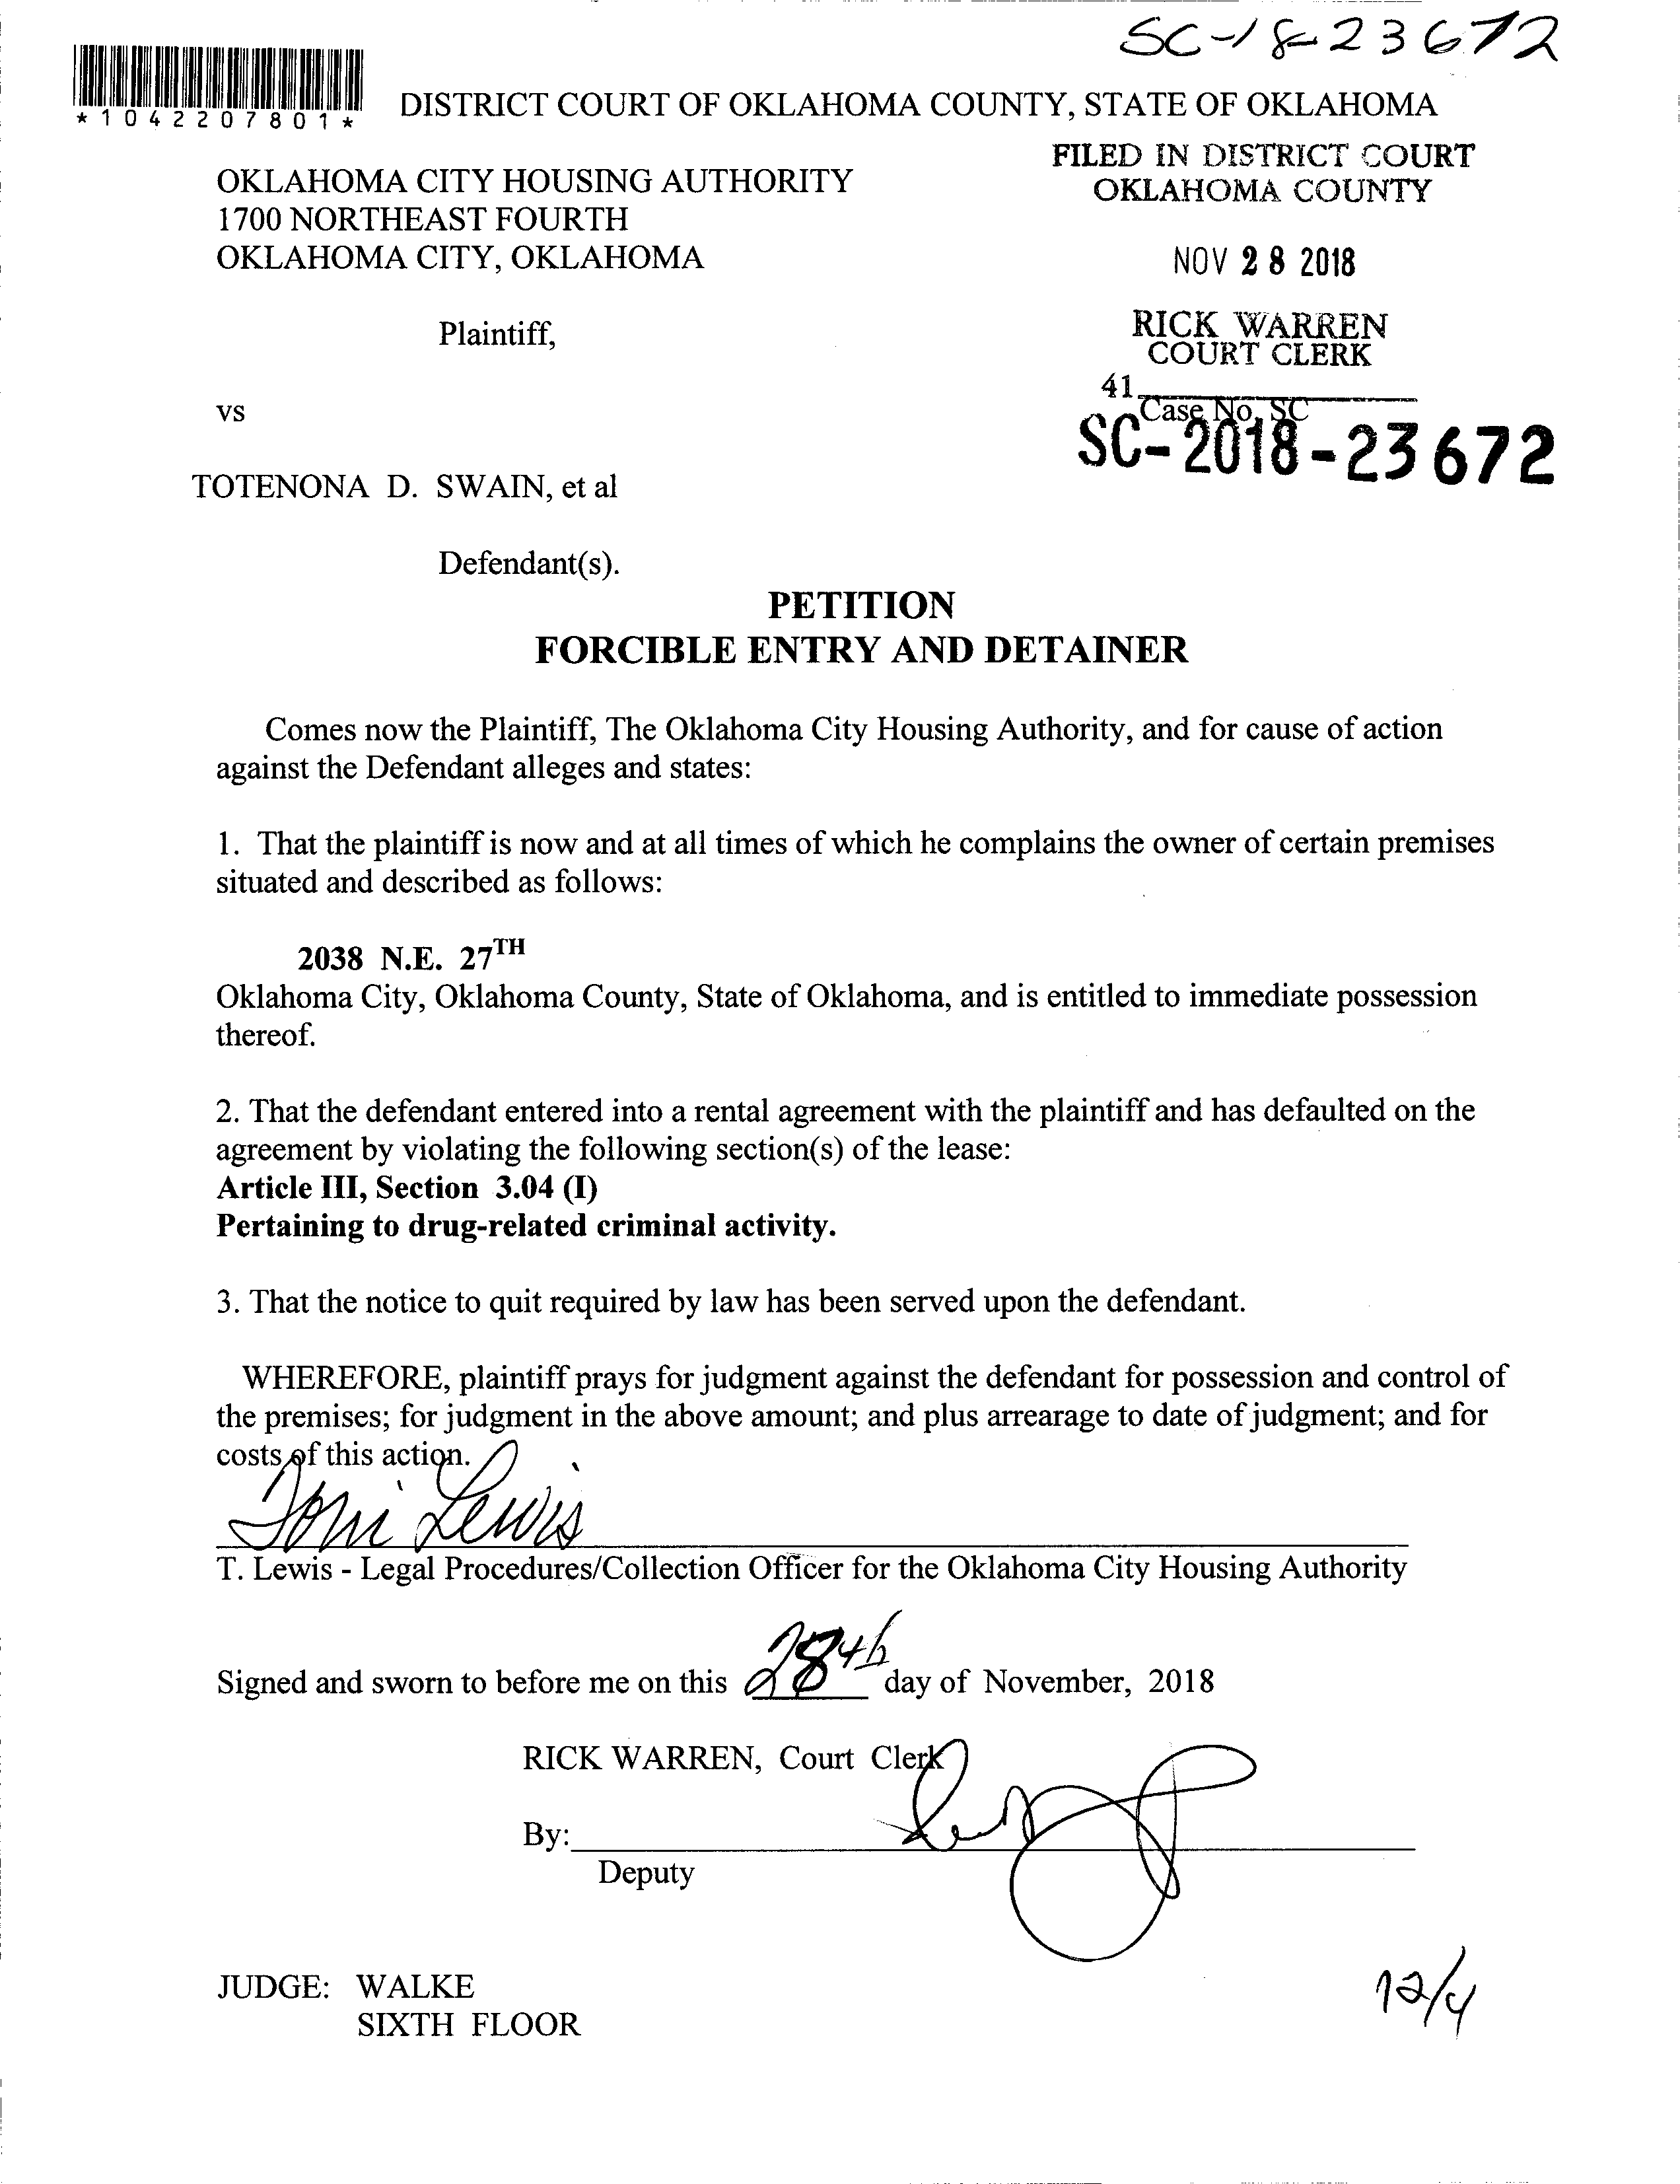 SC-18-23672
*1042207801*
DISTRICT COURT OF OKLAHOMA COUNTY, STATE OF OKLAHOMA
FILED IN DISTRICT COURT
OKLAHOMA COUNTY
OKLAHOMA CITY HOUSING AUTHORITY
1700 NORTHEAST FOURTH
OKLAHOMA CITY, OKLAHOMA
NOV 28 2018
Plaintiff,
RICK WARREN
COURT CLERK
41
vs
Case No. SC
SC-2018-23672
TOTENONA D. SWAIN, et al
Defendant(s).
PETITION
FORCIBLE ENTRY AND DETAINER
Comes now the Plaintiff, The Oklahoma City Housing Authority, and for cause of action
against the Defendant alleges and states:
1. That the plaintiff is now and at all times of which he complains the owner of certain premises
situated and described as follows:
2038 N.E. 27TH
Oklahoma City, Oklahoma County, State of Oklahoma, and is entitled to immediate possession
thereof.
2. That the defendant entered into a rental agreement with the plaintiff and has defaulted on the
agreement by violating the following section(s) of the lease:
Article III, Section 3.04 (I)
Pertaining to drug-related criminal activity.
3. That the notice to quit required by law has been served upon the defendant.
WHEREFORE, plaintiff prays for judgment against the defendant for possession and control of
the premises; for judgment in the above amount; and plus arrearage to date of judgment; and for
costs of this action.
Toni Lewis
T. Lewis - Legal Procedures/Collection Officer for the Oklahoma City Housing Authority
Signed and sworn to before me on this 28th day of November, 2018
RICK WARREN, Court Clerk
By:
Deputy
JUDGE: WALKE
SIXTH FLOOR
12/4